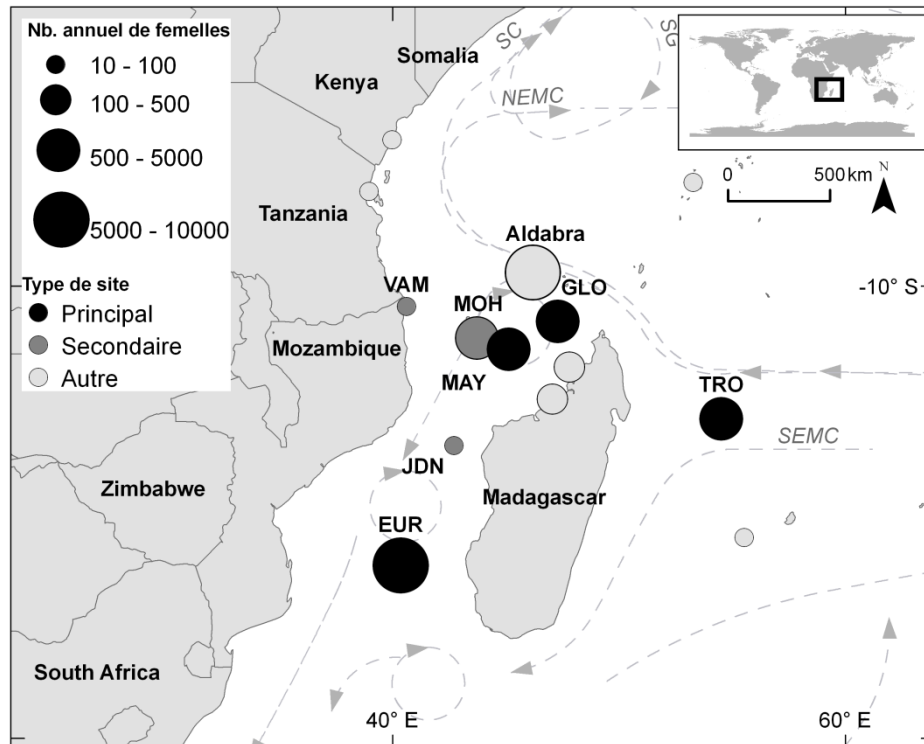 Nb. annuel de femelles
10 - 100
100 - 500
500 - 5000
5000 - 10000
Type de site
Principal
Secondaire
Autre
Somalia
Kenya
Tanzania
Mozambique
Zimbabwe
South Africa
Madagascar
SC
SG
NEMC
SEMC
0 500 km
N
Aldabra
GLO
VAM
MOH
MAY
TRO
JDN
EUR
-10° S
40° E
60° E